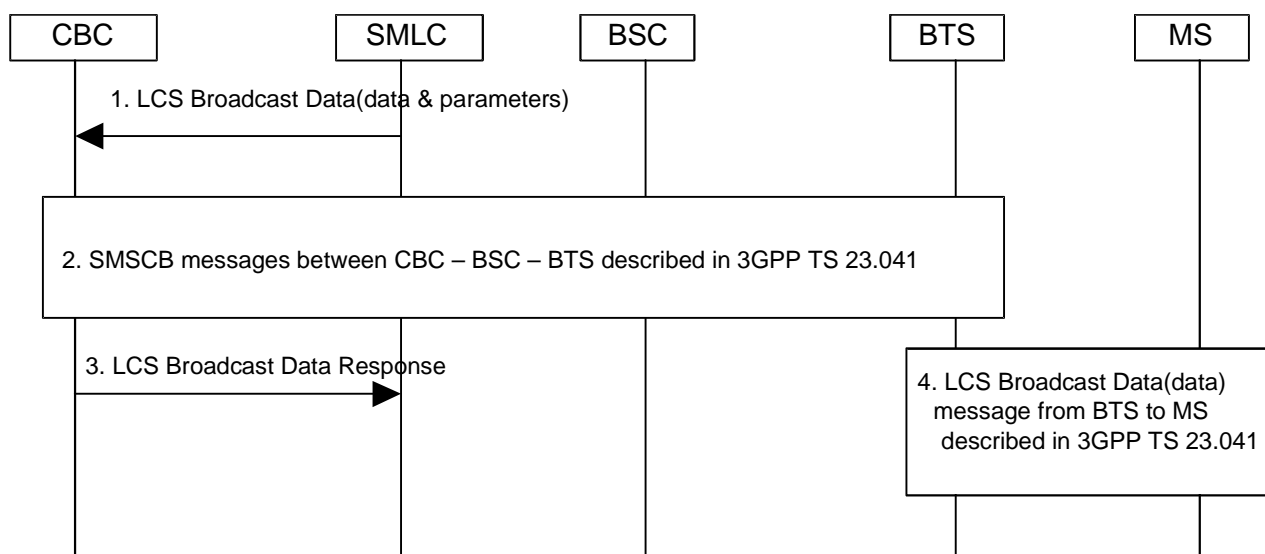 CBC SMLC BSC BTS MS
1. LCS Broadcast Data(data & parameters)
2. SMSCB messages between CBC – BSC – BTS described in 3GPP TS 23.041
3. LCS Broadcast Data Response
4. LCS Broadcast Data(data)
message from BTS to MS
described in 3GPP TS 23.041